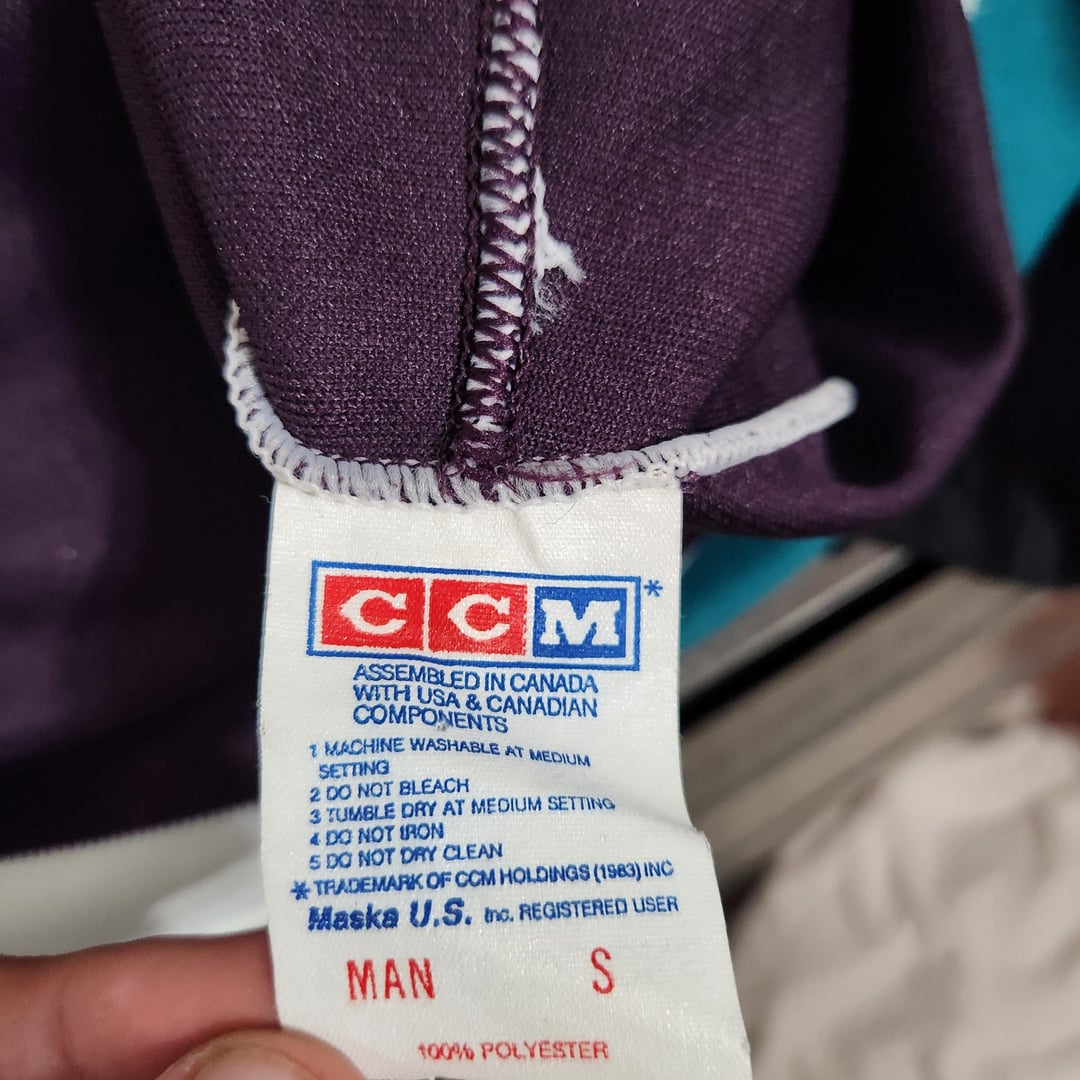 CCM*
ASSEMBLED IN CANADA
WITH USA & CANADIAN
COMPONENTS
1 MACHINE WASHABLE AT MEDIUM
SETTING
2 DO NOT BLEACH
3 TUMBLE DRY AT MEDIUM SETTING
4 DO NOT IRON
5 DO NOT DRY CLEAN
* TRADEMARK OF CCM HOLDINGS (1983) INC
Maska U.S. Inc. REGISTERED USER
MAN S
100% POLYESTER